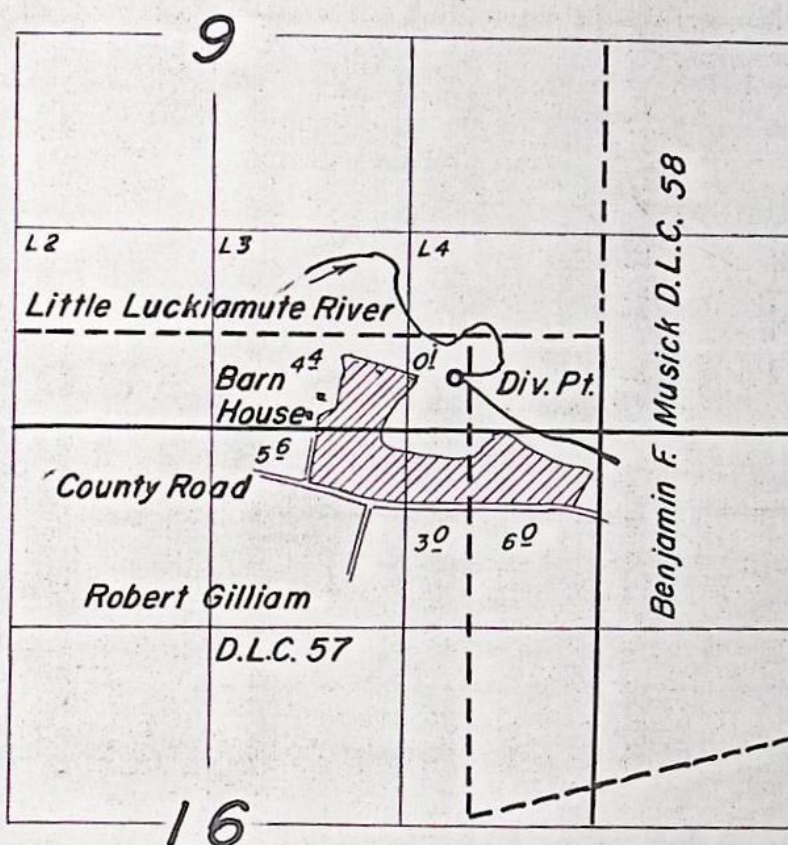 9
L2
L3
L4
Little Luckiamute River
Barn 4 4
0 1
Div. Pt.
House
5 6
County Road
3 0
6 0
Robert Gilliam
D.L.C. 57
Benjamin F. Musick D.L.C. 58
16